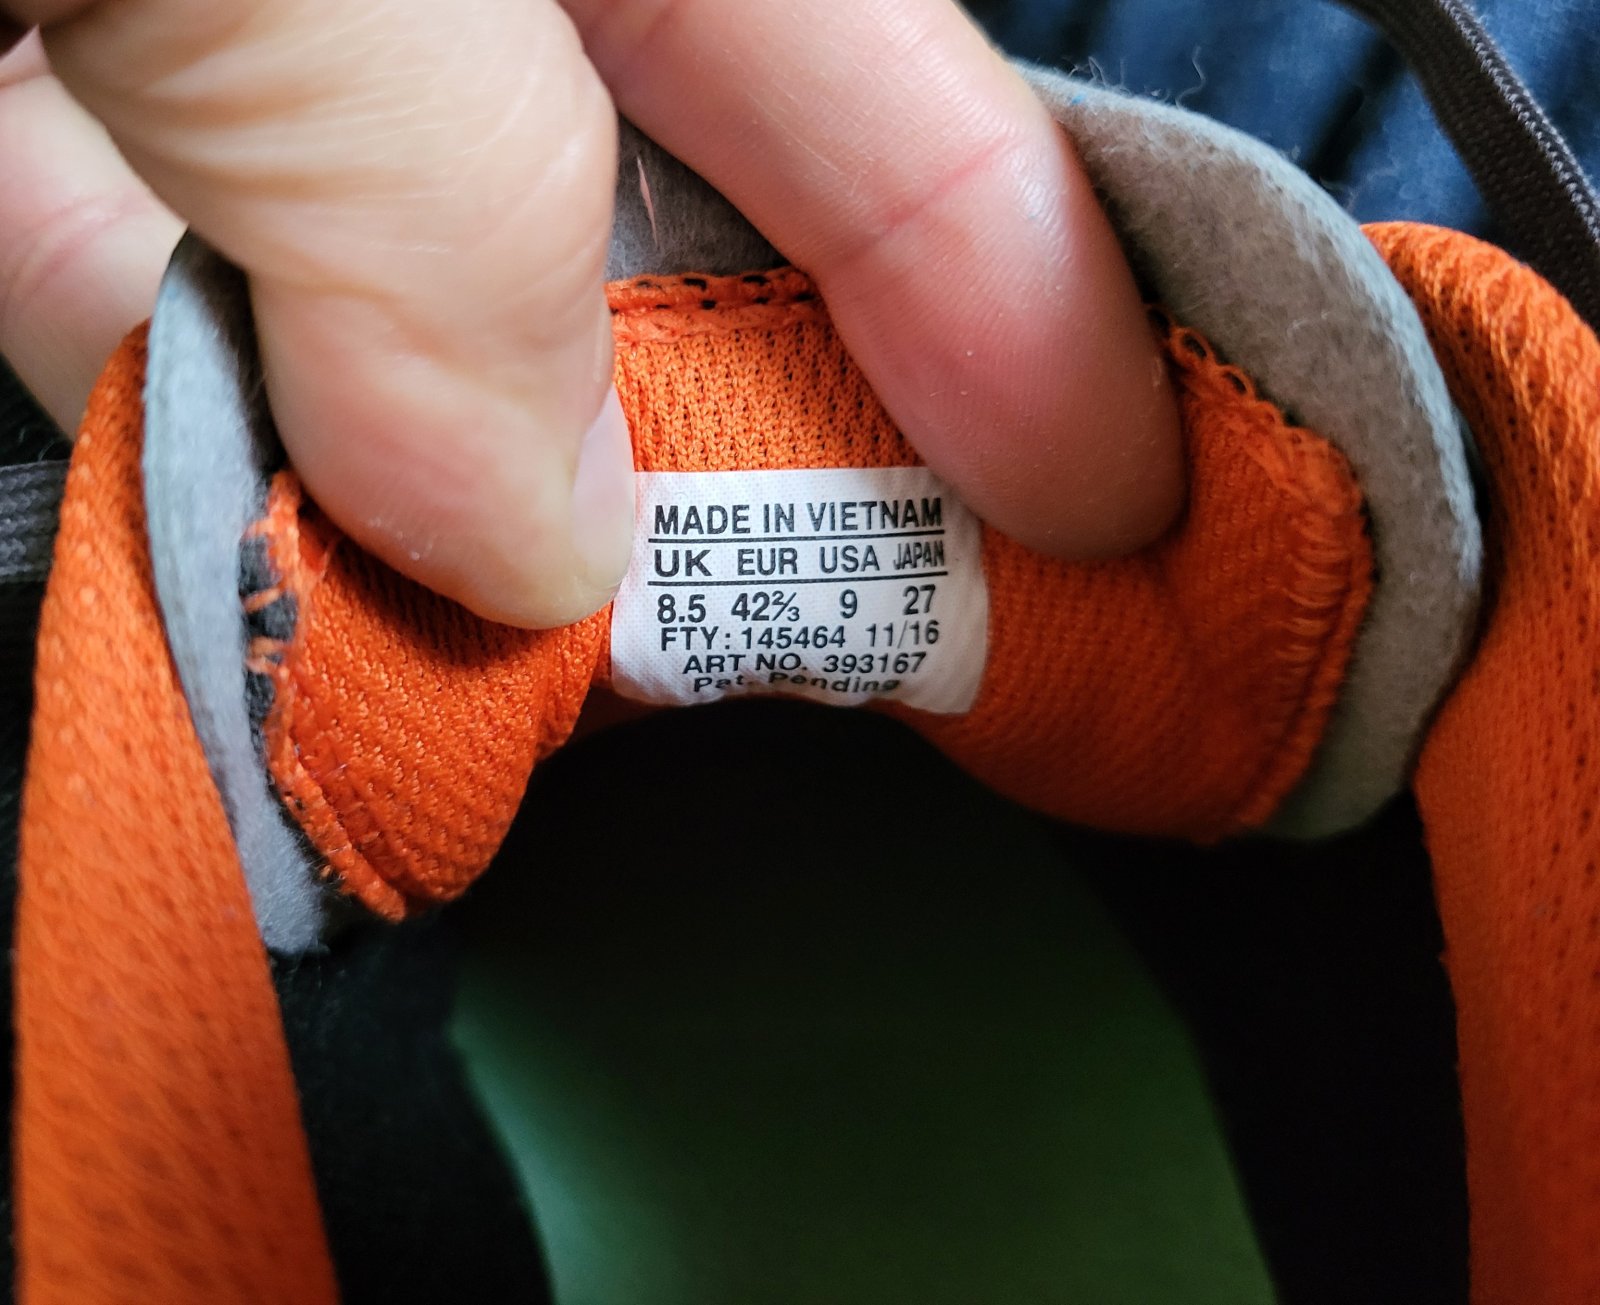 MADE IN VIETNAM
UK EUR USA JAPAN
8.5 42⅔ 9 27
FTY: 145464 11/16
ART NO. 393167
Pat. Pending